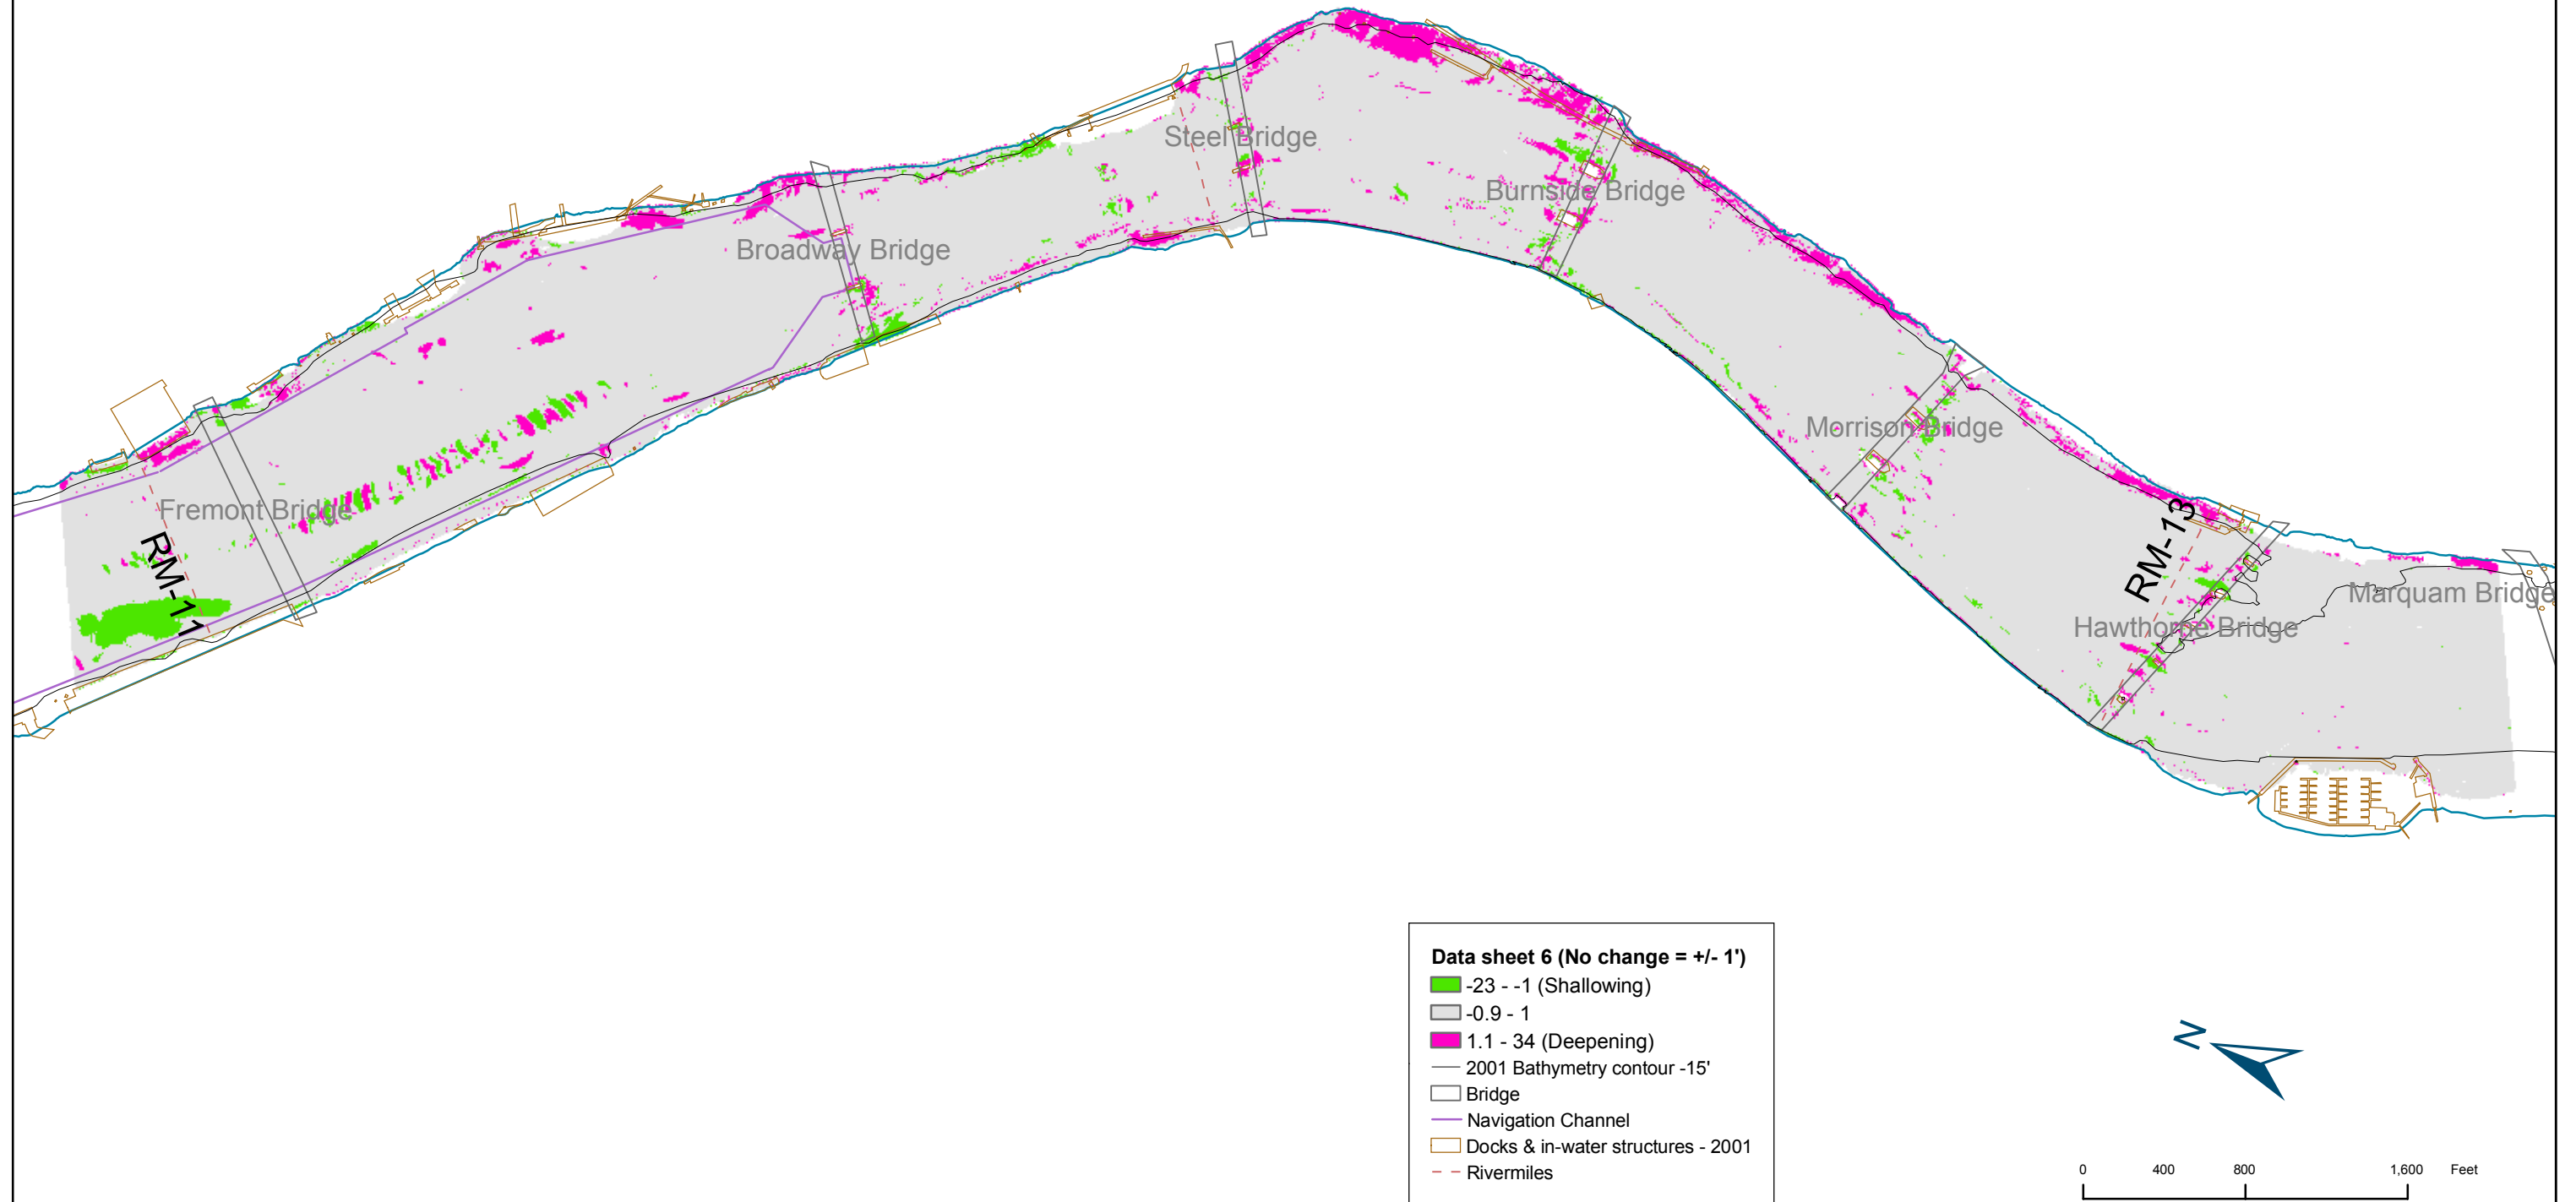 Steel Bridge
Burnside Bridge
Broadway Bridge
Morrison Bridge
Fremont Bridge
RM-11
RM-13
Marquam Bridge
Hawthorne Bridge
Data sheet 6 (No change = +/- 1')
-23 - -1 (Shallowing)
-0.9 - 1
1.1 - 34 (Deepening)
2001 Bathymetry contour -15'
Bridge
Navigation Channel
Docks & in-water structures - 2001
Rivermiles
N
0 400 800 1,600 Feet